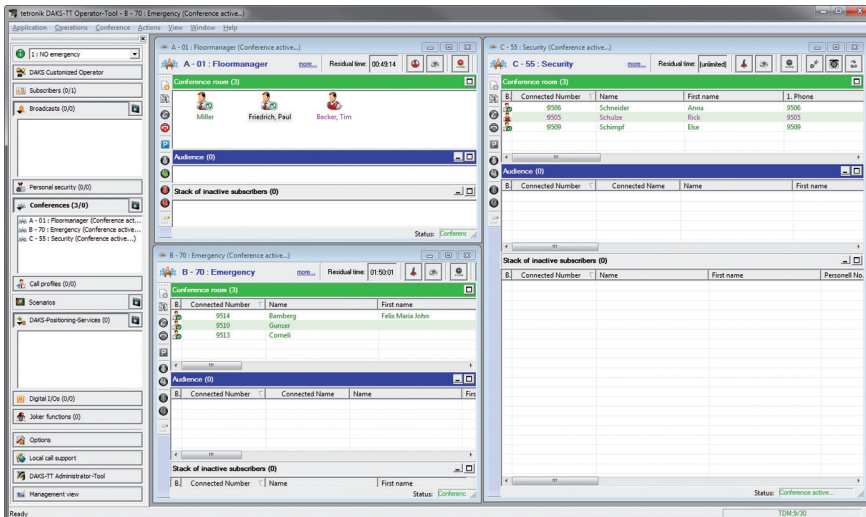 tetronik DAKS-TT Operator-Tool - B - 70 : Emergency (Conference active...)
Application Operations Conference Actions View Window Help
1 : NO emergency
DAKS Customized Operator
Subscribers (0/1)
Broadcasts (0/0)
Personal security (0/0)
Conferences (3/0)
A - 01 : Floormanager (Conference act...
B - 70 : Emergency (Conference active...)
C - 55 : Security (Conference active...)
Call profiles (0/0)
Scenarios
DAKS-Positioning-Services (0)
Digital I/Os (0/0)
Joker functions (0)
Options
Local call support
DAKS-TT Administrator-Tool
Management view
Ready
A - 01 : Floormanager (Conference active...)
A - 01 : Floormanager more... Residual time: 00:49:14
Conference room (3)
Miller Friedrich, Paul Becker, Tim
Audience (0)
Stack of inactive subscribers (0)
Status: Conferenc
B - 70 : Emergency (Conference active...)
B - 70 : Emergency more... Residual time: 01:50:01
Conference room (3)
B. Connected Number Name First name
9514 Bamberg Felix Maria John
9510 Gunser
9513 Corneli
Audience (0)
B. Connected Number Connected Name Name Firs
Stack of inactive subscribers (0)
B. Connected Number Name First name
Status: Conferenc
C - 55 : Security (Conference active...)
C - 55 : Security more... Residual time: (unlimited)
Conference room (3)
B. Connected Number Name First name 1. Phone
9506 Schneider Anna 9506
9505 Schulze Rick 9505
9509 Schimpf Else 9509
Audience (0)
B. Connected Number Connected Name Name First name
Stack of inactive subscribers (0)
B. Connected Number Name First name Personell No.
Status: Conference active...
TDM:9/30